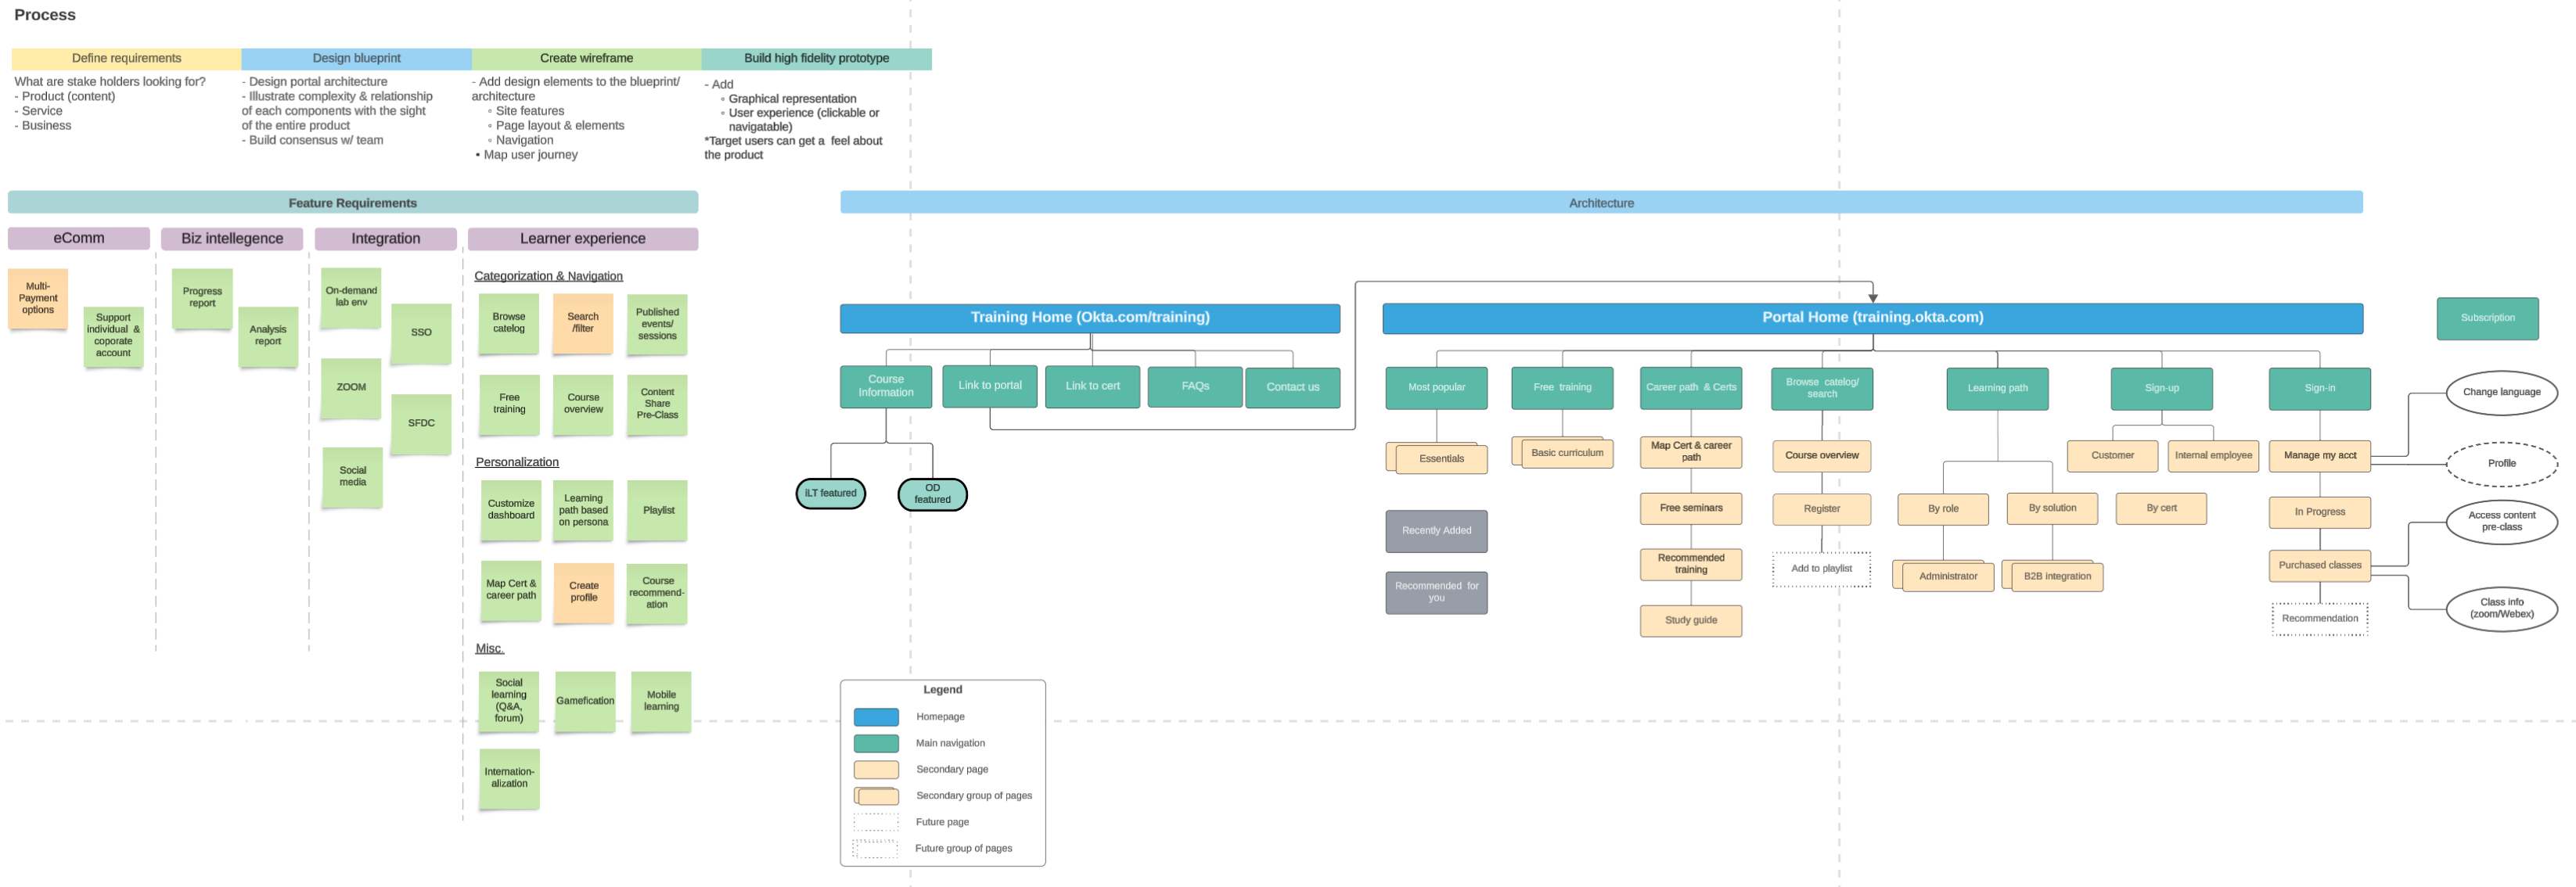 Process
Define requirements
What are stake holders looking for?
- Product (content)
- Service
- Business
Design blueprint
- Design portal architecture
- Illustrate complexity & relationship
of each components with the sight
of the entire product
- Build consensus w/ team
Create wireframe
- Add design elements to the blueprint/
architecture
◦ Site features
◦ Page layout & elements
◦ Navigation
• Map user journey
Build high fidelity prototype
- Add
◦ Graphical representation
◦ User experience (clickable or
navigatable)
*Target users can get a feel about
the product
Feature Requirements
eComm
Multi-
Payment
options
Support
individual &
coporate
account
Biz intellegence
Progress
report
Analysis
report
Integration
On-demand
lab env
SSO
ZOOM
SFDC
Social
media
Learner experience
Categorization & Navigation
Browse
catelog
Search
/filter
Published
events/
sessions
Free
training
Course
overview
Content
Share
Pre-Class
Personalization
Customize
dashboard
Learning
path based
on persona
Playlist
Map Cert &
career path
Create
profile
Course
recommend-
ation
Misc.
Social
learning
(Q&A,
forum)
Gamefication
Mobile
learning
Internation-
alization
Architecture
Training Home (Okta.com/training)
Course
Information
Link to portal
Link to cert
FAQs
Contact us
iLT featured
OD
featured
Portal Home (training.okta.com)
Most popular
Free training
Career path & Certs
Browse catelog/
search
Learning path
Sign-up
Sign-in
Essentials
Recently Added
Recommended for
you
Basic curriculum
Map Cert & career
path
Free seminars
Recommended
training
Study guide
Course overview
Register
Add to playlist
By role
By solution
By cert
Administrator
B2B integration
Customer
Internal employee
Manage my acct
In Progress
Purchased classes
Recommendation
Subscription
Change language
Profile
Access content
pre-class
Class info
(zoom/Webex)
Legend
Homepage
Main navigation
Secondary page
Secondary group of pages
Future page
Future group of pages